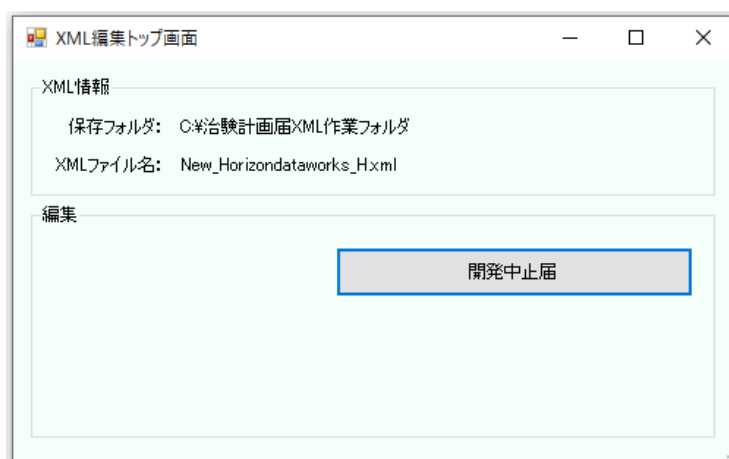 XML編集トップ画面
XML情報
保存フォルダ： C:¥治験計画届XML作業フォルダ
XMLファイル名： New_Horizondataworks_H.xml
編集
開発中止届